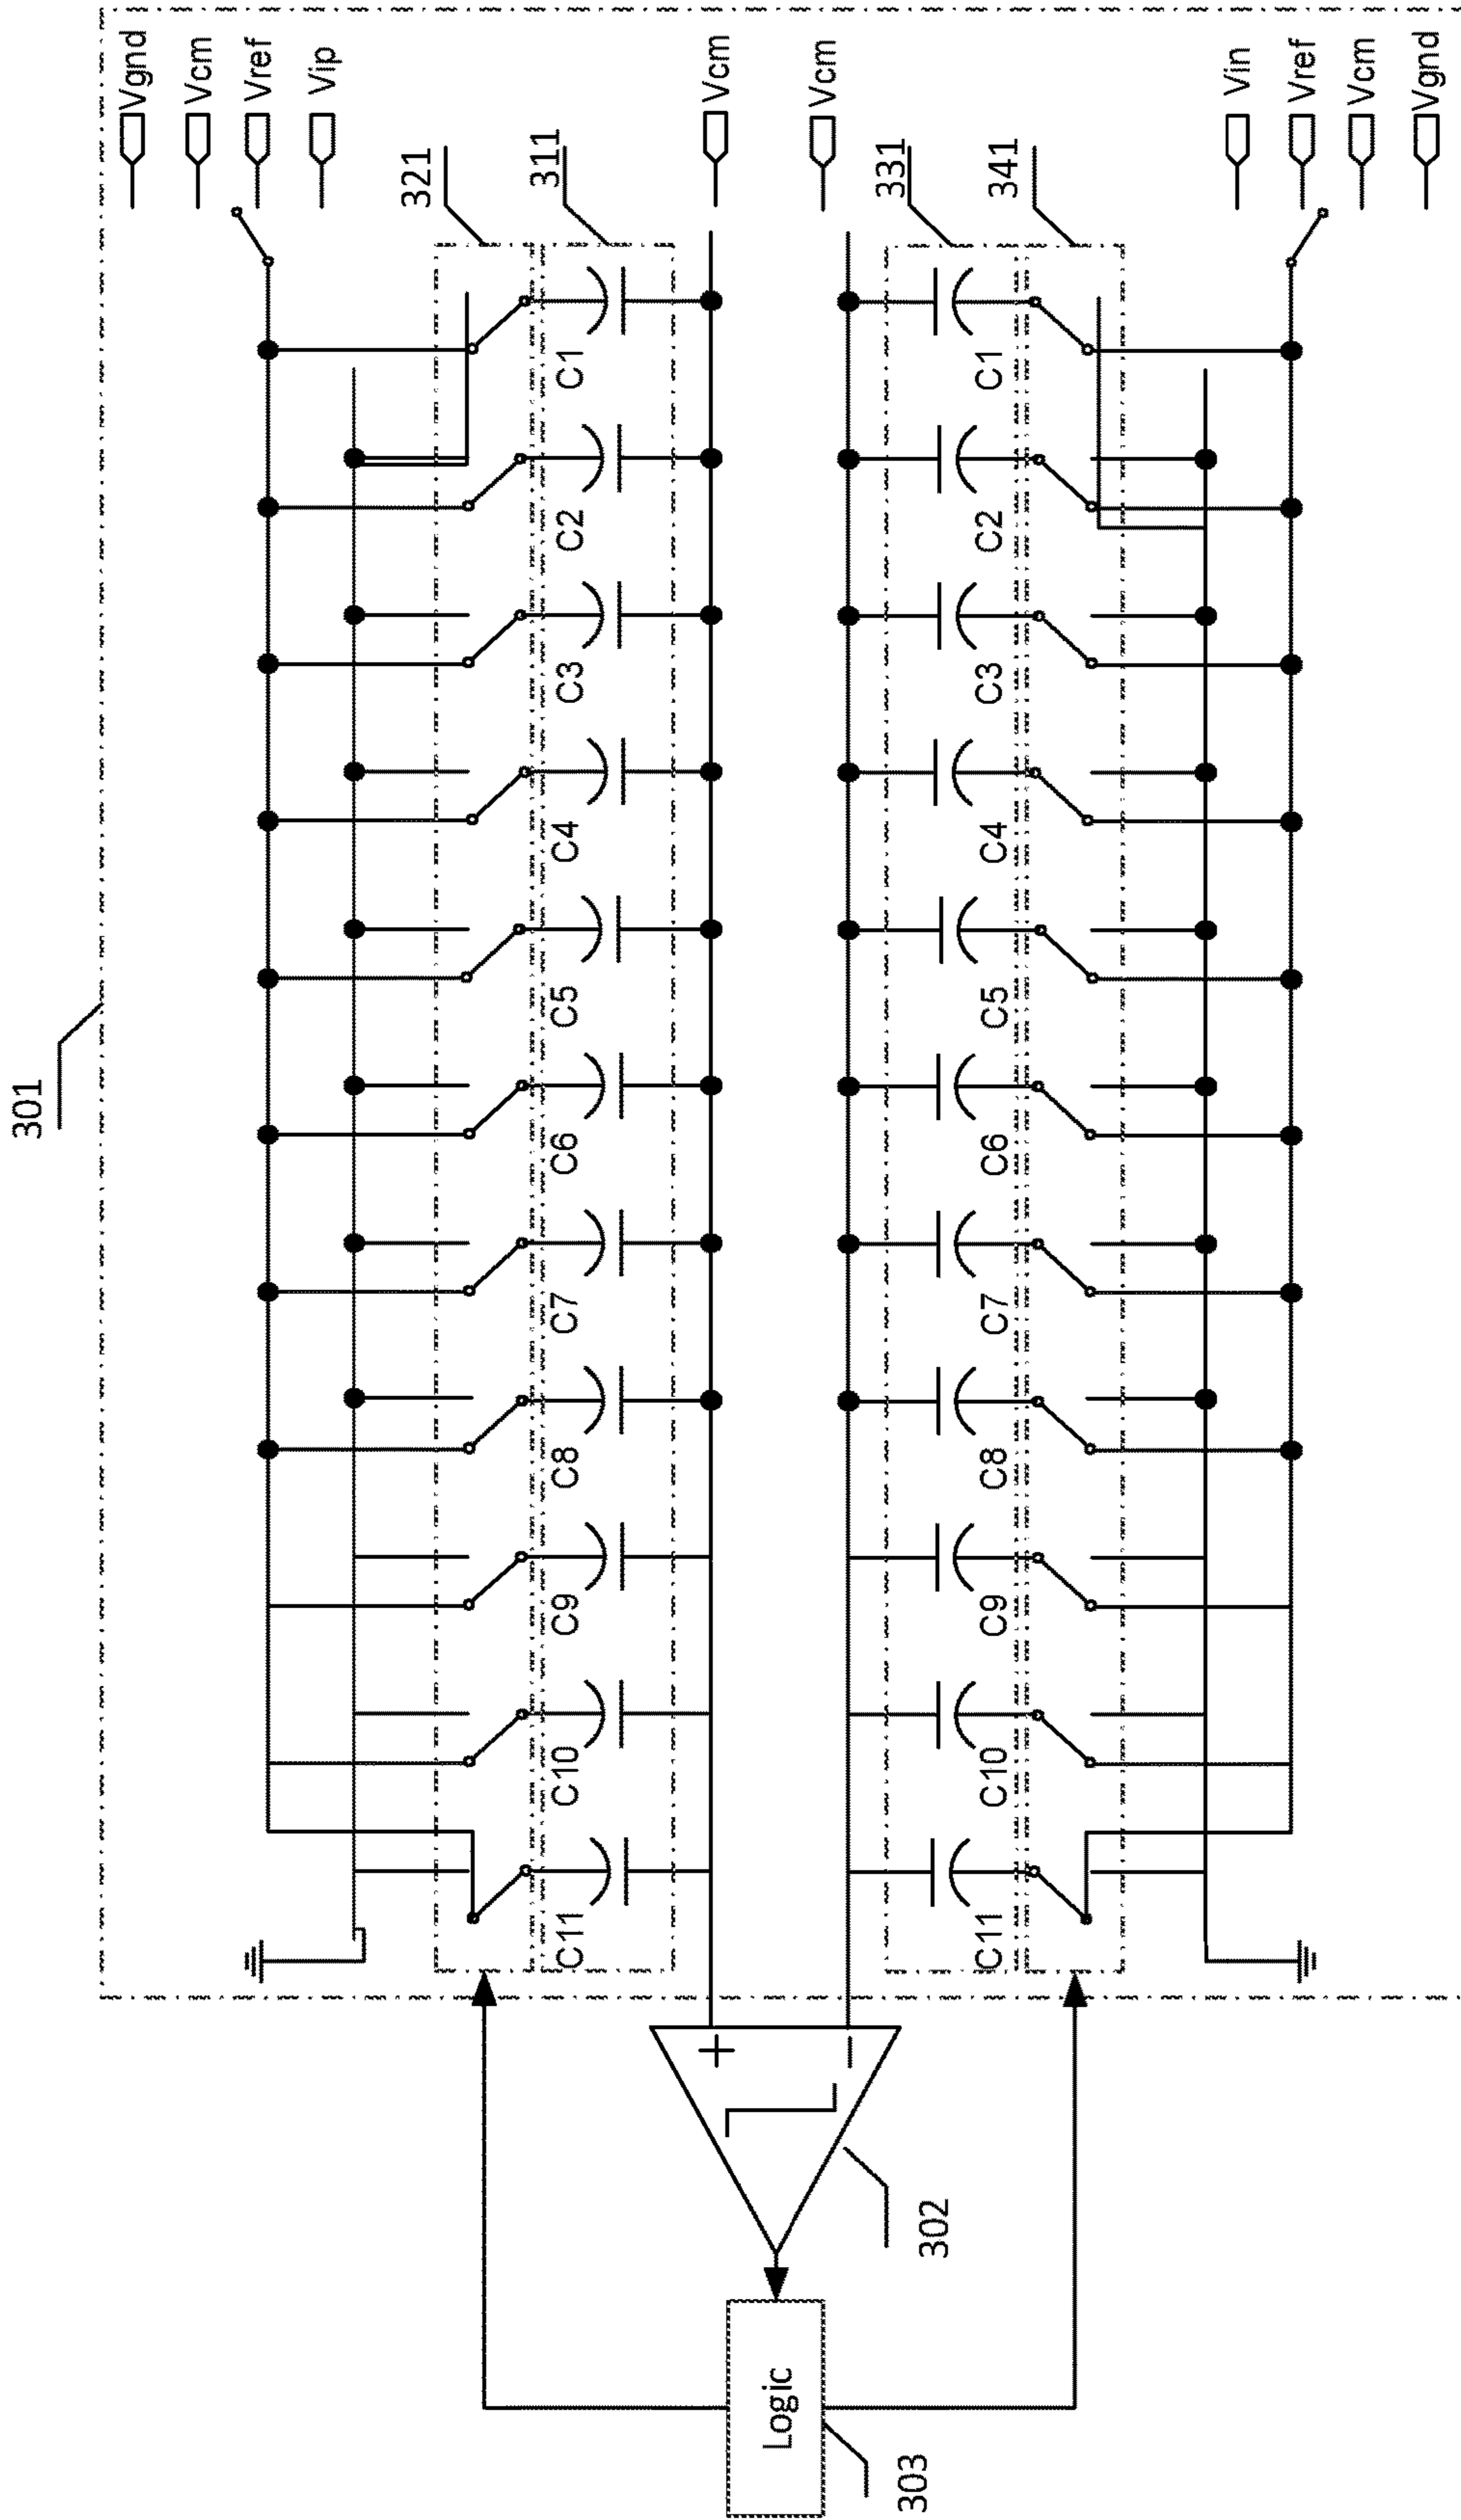 301
Vgnd
Vcm
Vref
Vip
321
311
Vcm
Vcm
331
341
Vin
Vref
Vcm
Vgnd
C1
C2
C3
C4
C5
C6
C7
C8
C9
C10
C11
C1
C2
C3
C4
C5
C6
C7
C8
C9
C10
C11
+
−
302
Logic
303